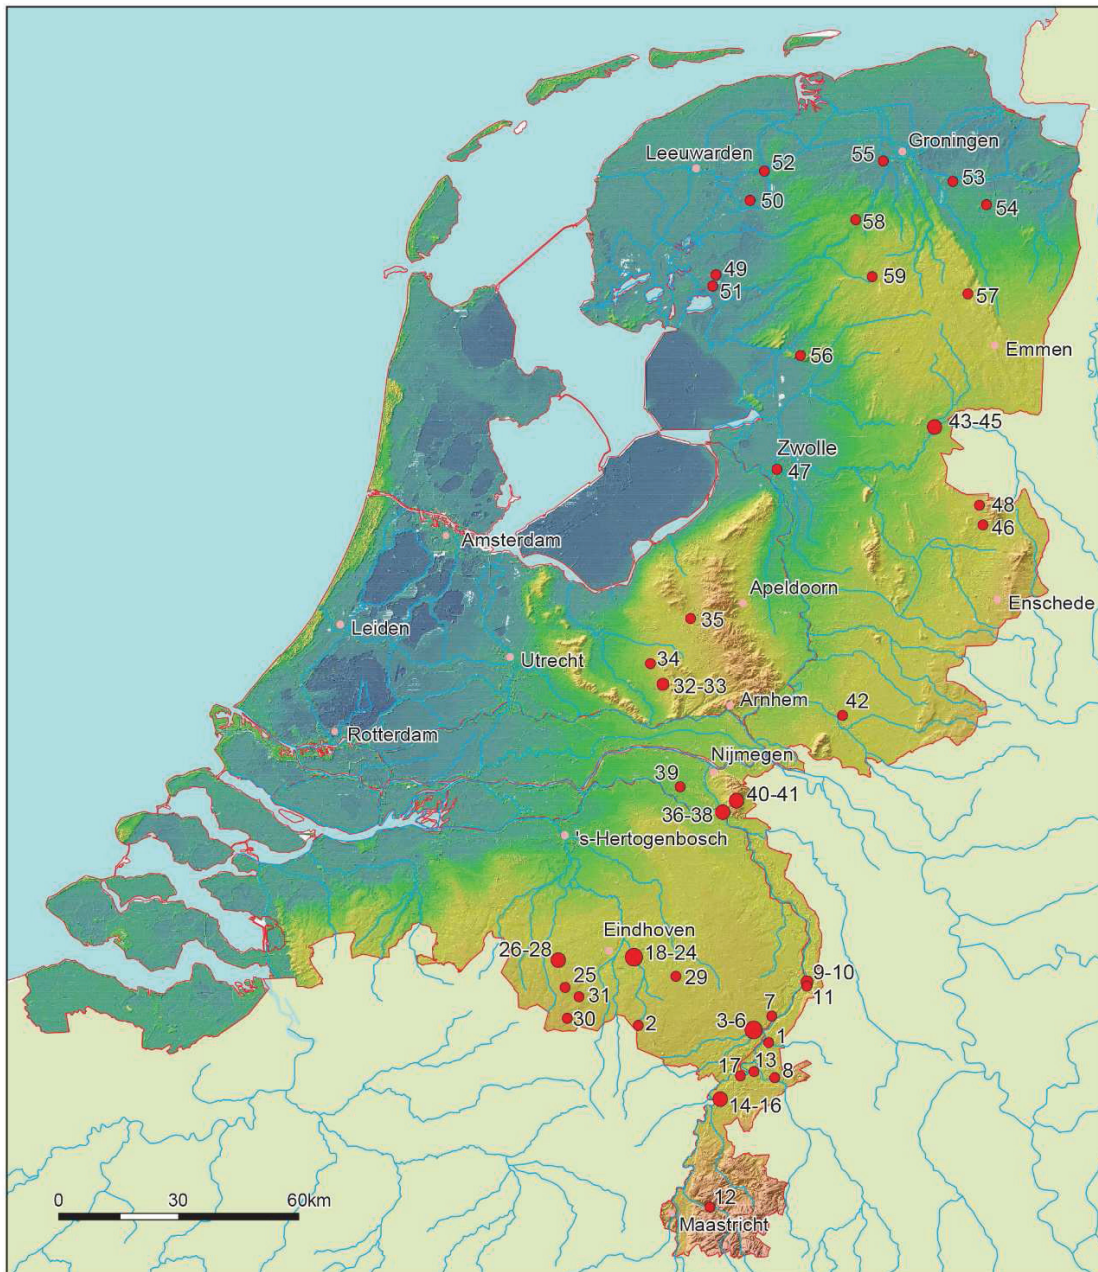 Groningen
55
Leeuwarden
52
53
50
54
58
49
59
51
57
Emmen
56
43-45
Zwolle
47
48
46
Amsterdam
Apeldoorn
Enschede
35
Leiden
34
Utrecht
32-33
Arnhem
42
Rotterdam
Nijmegen
39
40-41
36-38
's-Hertogenbosch
Eindhoven
26-28
18-24
9-10
25
29
11
31
7
30
2
3-6
1
17
13
8
14-16
0
30
60km
12
Maastricht